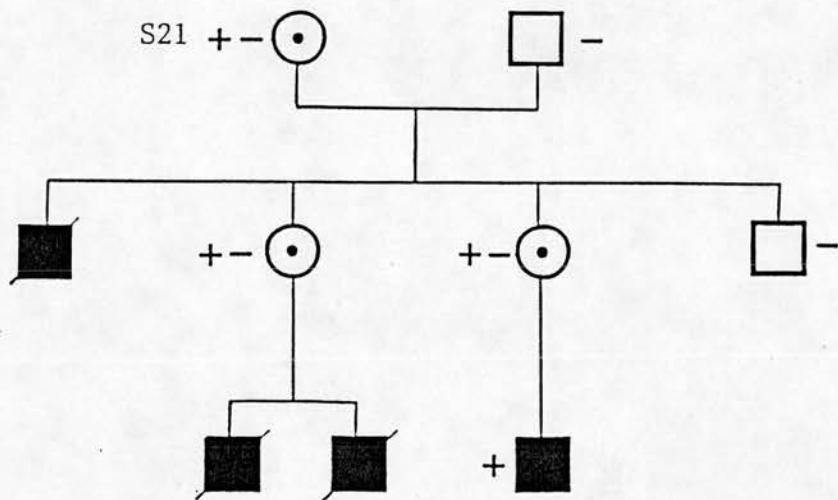 S21 + − −
+ − + − −
+